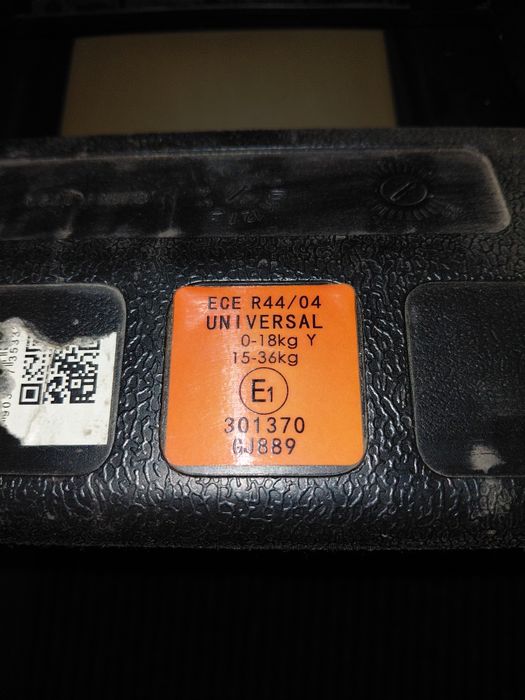 ECE R44/04
UNIVERSAL
0-18kg Y
15-36kg
E1
301370
GJ889